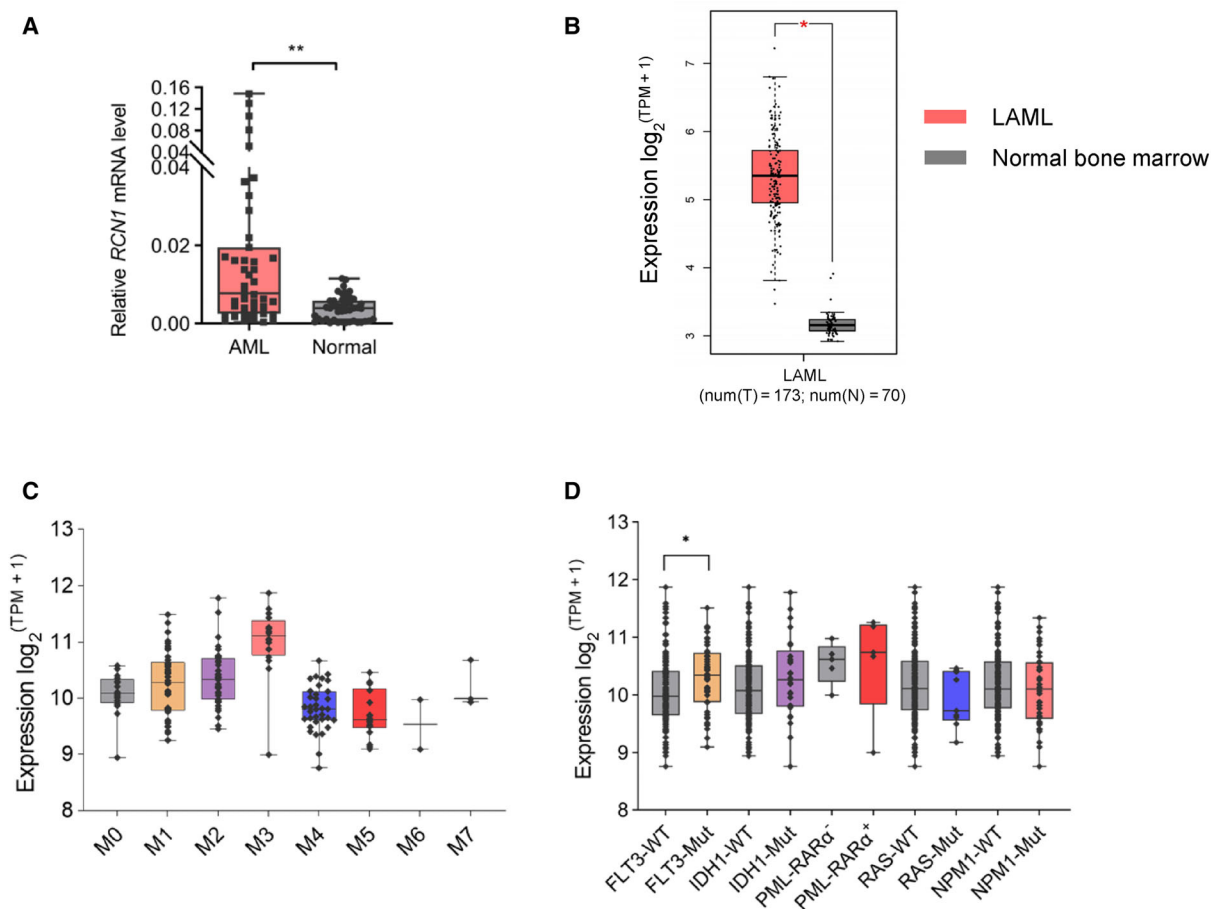 A
**
Relative RCN1 mRNA level
0.16
0.12
0.08
0.04
0.04
0.02
0.00
AML
Normal
B
*
Expression log2(TPM + 1)
7
6
5
4
3
LAML
(num(T) = 173; num(N) = 70)
LAML
Normal bone marrow
C
Expression log2(TPM + 1)
13
12
11
10
9
8
M0
M1
M2
M3
M4
M5
M6
M7
D
*
Expression log2(TPM + 1)
13
12
11
10
9
8
FLT3-WT
FLT3-Mut
IDH1-WT
IDH1-Mut
PML-RARα-
PML-RARα+
RAS-WT
RAS-Mut
NPM1-WT
NPM1-Mut